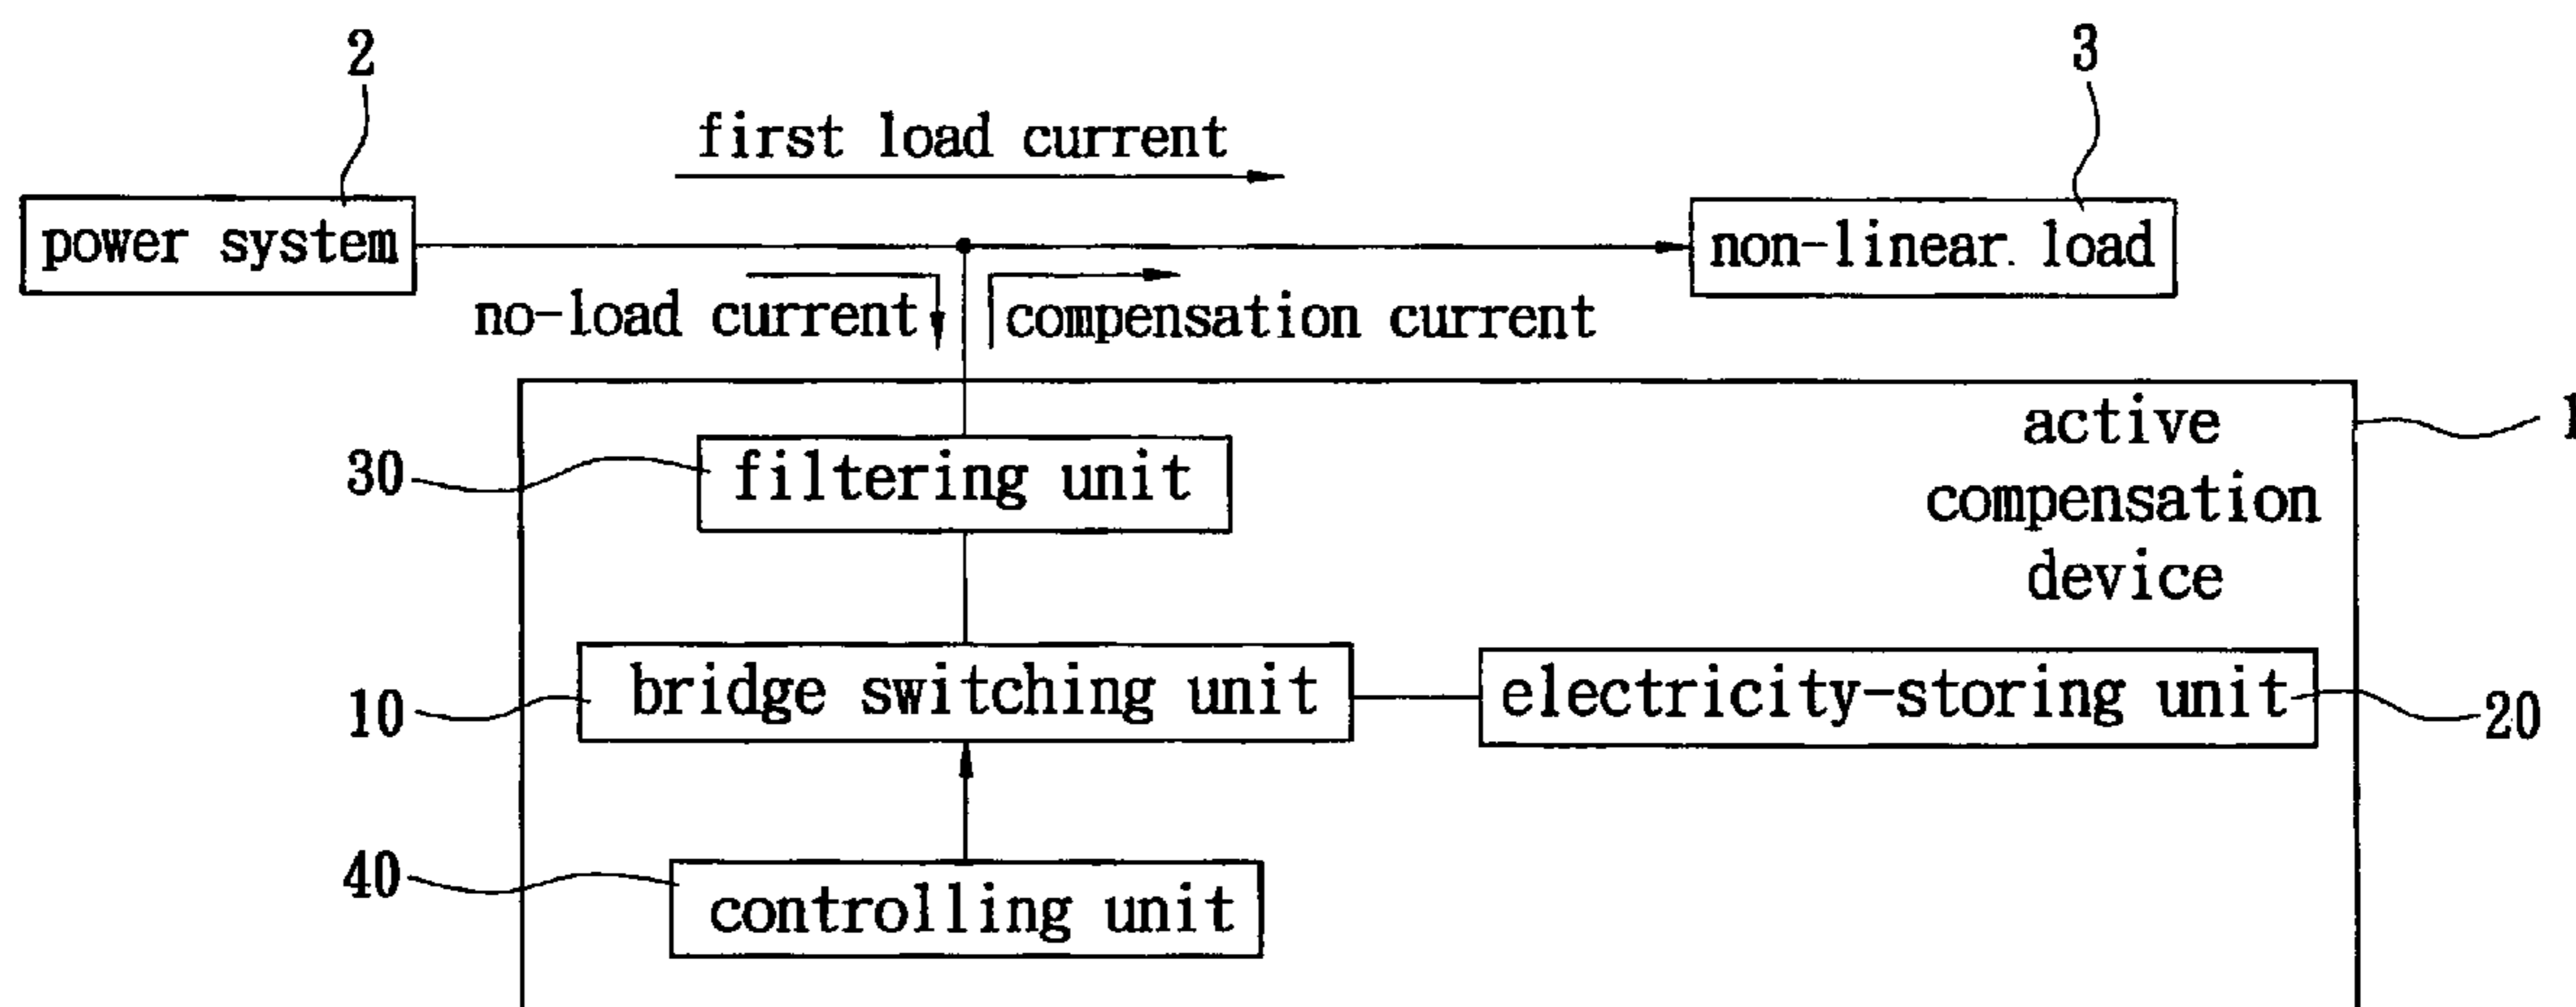 2
3
first load current
power system
non-linear load
no-load current
compensation current
active
compensation
device
1
30
filtering unit
10
bridge switching unit
electricity-storing unit
20
40
controlling unit